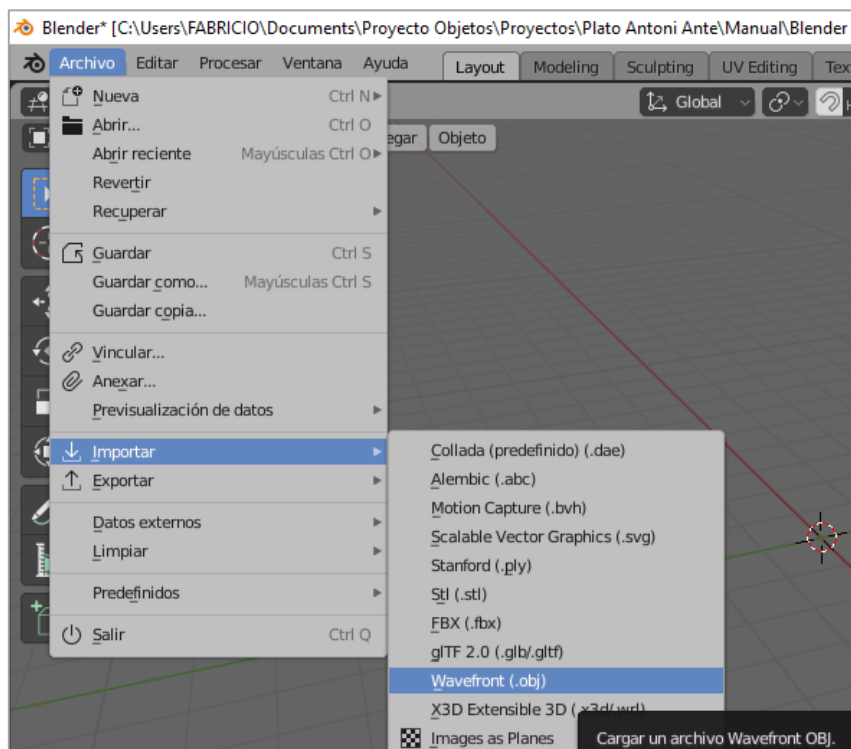 Blender* [C:\Users\FABRICIO\Documents\Proyecto Objetos\Proyectos\Plato Antoni Ante\Manual\Blender
Archivo Editar Procesar Ventana Ayuda Layout Modeling Sculpting UV Editing Tex
Global
Nueva Ctrl N
Abrir... Ctrl O
Abrir reciente Mayúsculas Ctrl O
egar Objeto
Revertir
Recuperar
Guardar Ctrl S
Guardar como... Mayúsculas Ctrl S
Guardar copia...
Vincular...
Anexar...
Previsualización de datos
Importar
Exportar
Datos externos
Limpiar
Predefinidos
Salir Ctrl Q
Collada (predefinido) (.dae)
Alembic (.abc)
Motion Capture (.bvh)
Scalable Vector Graphics (.svg)
Stanford (.ply)
Stl (.stl)
FBX (.fbx)
glTF 2.0 (.glb/.gltf)
Wavefront (.obj)
X3D Extensible 3D (.x3d/.wrl)
Images as Planes
Cargar un archivo Wavefront OBJ.